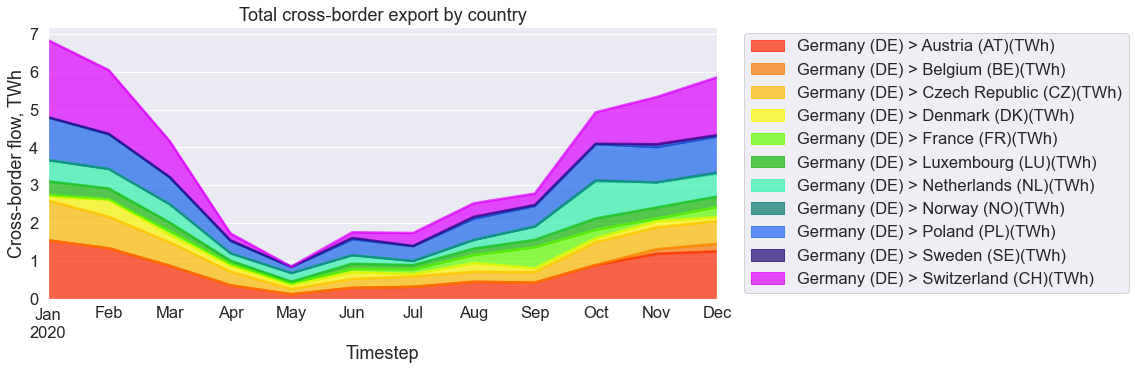 Total cross-border export by country
Cross-border flow, TWh
7
6
5
4
3
2
1
0
Jan Feb Mar Apr May Jun Jul Aug Sep Oct Nov Dec
2020
Timestep
Germany (DE) > Austria (AT)(TWh)
Germany (DE) > Belgium (BE)(TWh)
Germany (DE) > Czech Republic (CZ)(TWh)
Germany (DE) > Denmark (DK)(TWh)
Germany (DE) > France (FR)(TWh)
Germany (DE) > Luxembourg (LU)(TWh)
Germany (DE) > Netherlands (NL)(TWh)
Germany (DE) > Norway (NO)(TWh)
Germany (DE) > Poland (PL)(TWh)
Germany (DE) > Sweden (SE)(TWh)
Germany (DE) > Switzerland (CH)(TWh)